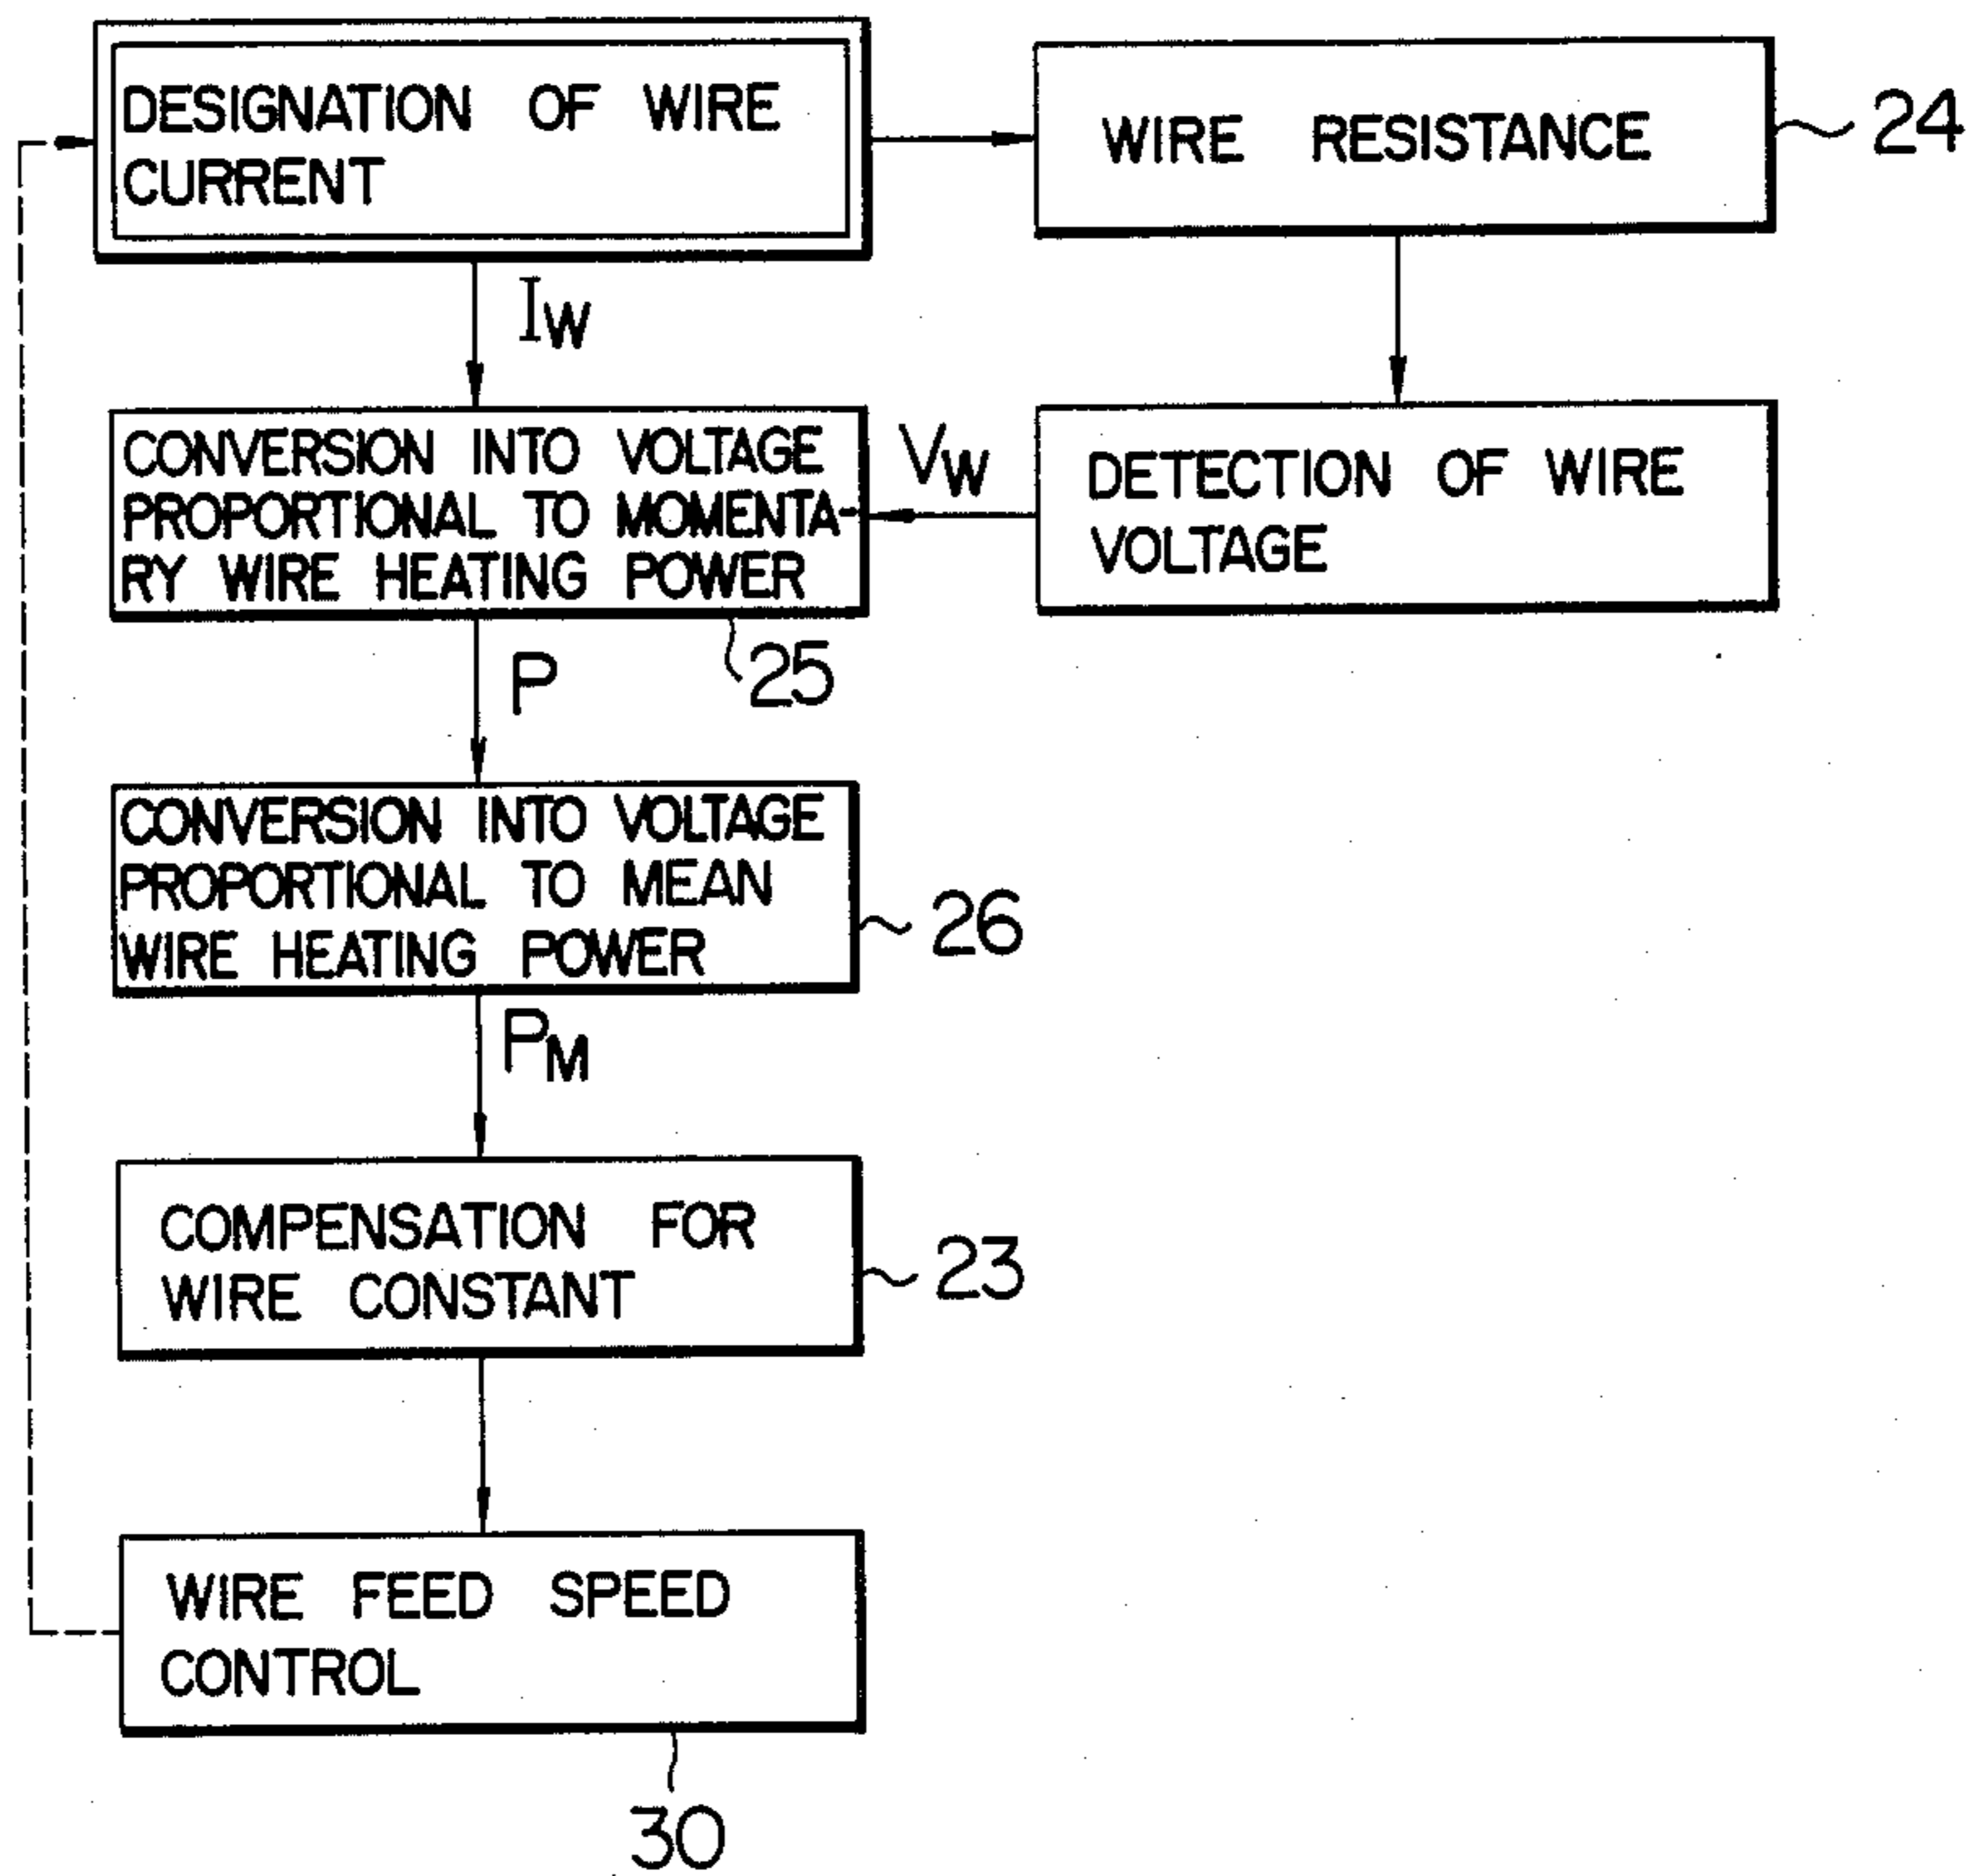 DESIGNATION OF WIRE
CURRENT
WIRE RESISTANCE
24
IW
CONVERSION INTO VOLTAGE
PROPORTIONAL TO MOMENTA-
RY WIRE HEATING POWER
VW
DETECTION OF WIRE
VOLTAGE
25
P
CONVERSION INTO VOLTAGE
PROPORTIONAL TO MEAN
WIRE HEATING POWER
26
PM
COMPENSATION FOR
WIRE CONSTANT
23
WIRE FEED SPEED
CONTROL
30